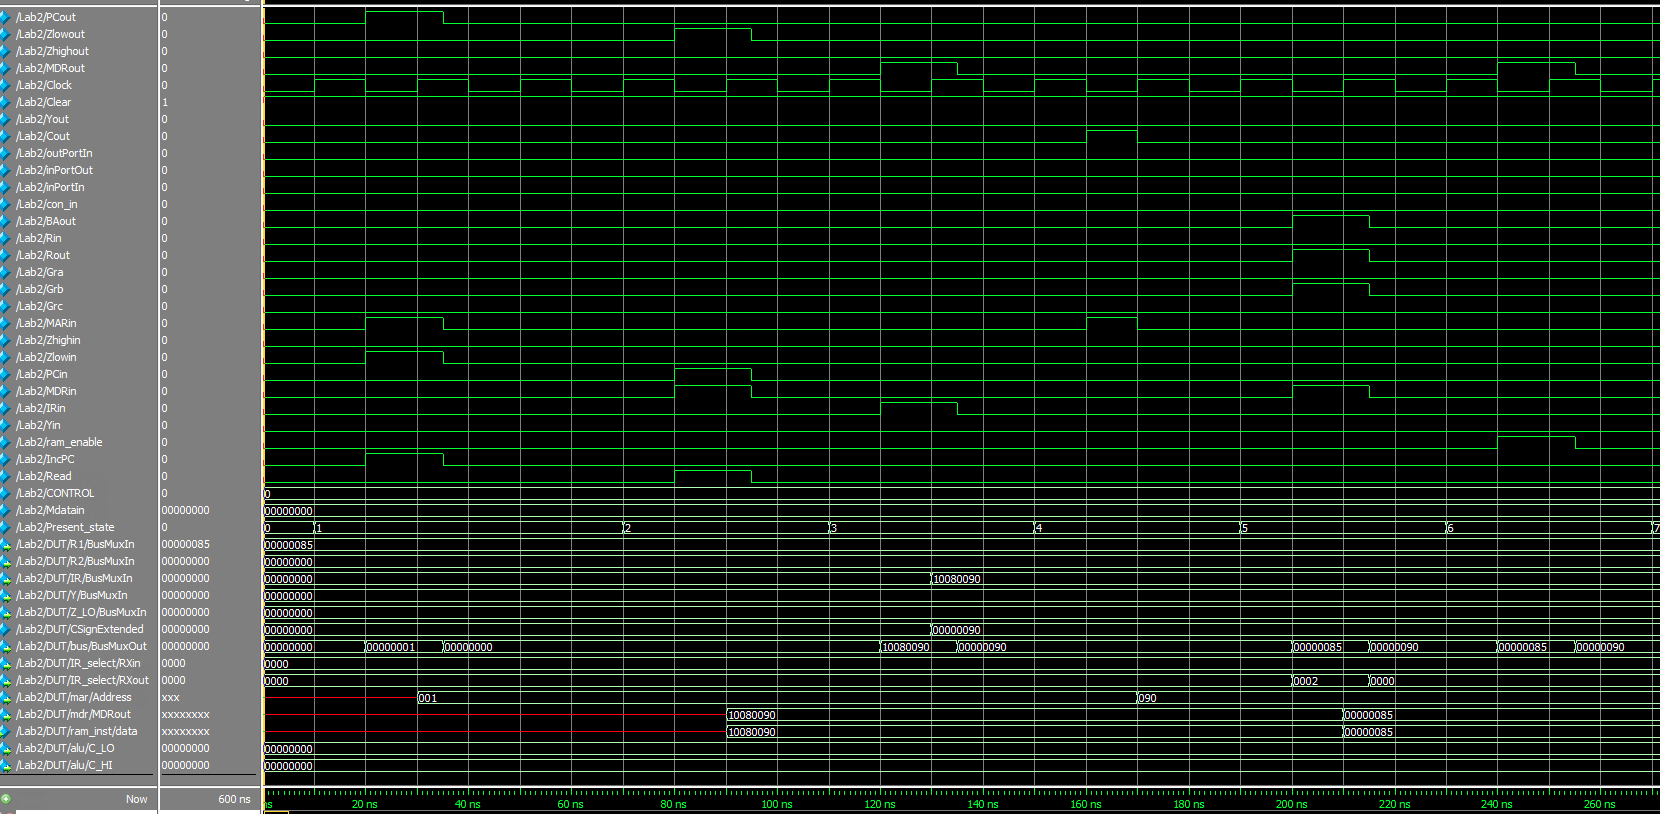 /Lab2/PCout 0
/Lab2/Zlowout 0
/Lab2/Zhighout 0
/Lab2/MDRout 0
/Lab2/Clock 0
/Lab2/Clear 1
/Lab2/Yout 0
/Lab2/Cout 0
/Lab2/outPortIn 0
/Lab2/inPortOut 0
/Lab2/inPortIn 0
/Lab2/con_in 0
/Lab2/BAout 0
/Lab2/Rin 0
/Lab2/Rout 0
/Lab2/Gra 0
/Lab2/Grb 0
/Lab2/Grc 0
/Lab2/MARin 0
/Lab2/Zhighin 0
/Lab2/Zlowin 0
/Lab2/PCin 0
/Lab2/MDRin 0
/Lab2/IRin 0
/Lab2/Yin 0
/Lab2/ram_enable 0
/Lab2/IncPC 0
/Lab2/Read 0
/Lab2/CONTROL 0 0
/Lab2/Mdatain 00000000 00000000
/Lab2/Present_state 0 0 1 2 3 4 5 6 7
/Lab2/DUT/R1/BusMuxIn 00000085 00000085
/Lab2/DUT/R2/BusMuxIn 00000000 00000000
/Lab2/DUT/IR/BusMuxIn 00000000 00000000 10080090
/Lab2/DUT/Y/BusMuxIn 00000000 00000000
/Lab2/DUT/Z_LO/BusMuxIn 00000000 00000000
/Lab2/DUT/CSignExtended 00000000 00000000 00000090
/Lab2/DUT/bus/BusMuxOut 00000000 00000000 00000001 00000000 10080090 00000090 00000085 00000090 00000085 00000090
/Lab2/DUT/IR_select/RXin 0000 0000
/Lab2/DUT/IR_select/RXout 0000 0000 0002 0000
/Lab2/DUT/mar/Address xxx 001 090
/Lab2/DUT/mdr/MDRout xxxxxxxx 10080090 00000085
/Lab2/DUT/ram_inst/data xxxxxxxx 10080090 00000085
/Lab2/DUT/alu/C_LO 00000000 00000000
/Lab2/DUT/alu/C_HI 00000000 00000000
Now 600 ns ns 20 ns 40 ns 60 ns 80 ns 100 ns 120 ns 140 ns 160 ns 180 ns 200 ns 220 ns 240 ns 260 ns